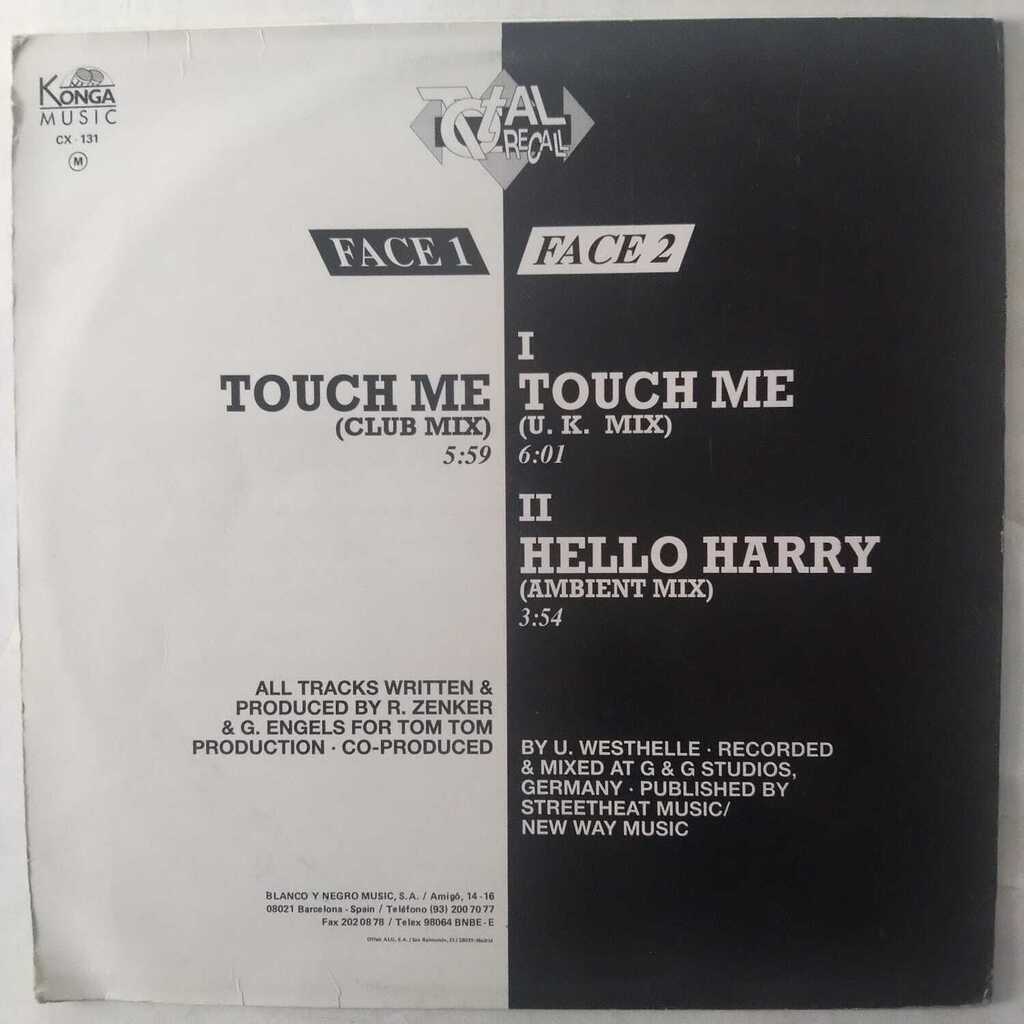 KONGA
MUSIC
CX - 131
M
TOTAL
RECALL
FACE 1
TOUCH ME
(CLUB MIX)
5:59
ALL TRACKS WRITTEN &
PRODUCED BY R. ZENKER
& G. ENGELS FOR TOM TOM
PRODUCTION · CO-PRODUCED
BLANCO Y NEGRO MUSIC, S.A. / Amigó, 14 - 16
08021 Barcelona - Spain / Teléfono (93) 200 70 77
Fax 202 08 78 / Telex 98064 BNBE - E
FACE 2
I
TOUCH ME
(U. K. MIX)
6:01
II
HELLO HARRY
(AMBIENT MIX)
3:54
BY U. WESTHELLE · RECORDED
& MIXED AT G & G STUDIOS,
GERMANY · PUBLISHED BY
STREETHEAT MUSIC/
NEW WAY MUSIC